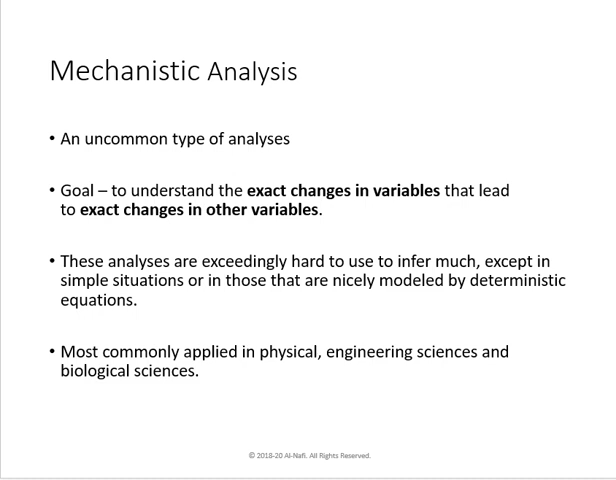 Mechanistic Analysis
• An uncommon type of analyses
• Goal – to understand the exact changes in variables that lead
to exact changes in other variables.
• These analyses are exceedingly hard to use to infer much, except in
simple situations or in those that are nicely modeled by deterministic
equations.
• Most commonly applied in physical, engineering sciences and
biological sciences.
© 2018-20 Al-Nafi. All Rights Reserved.